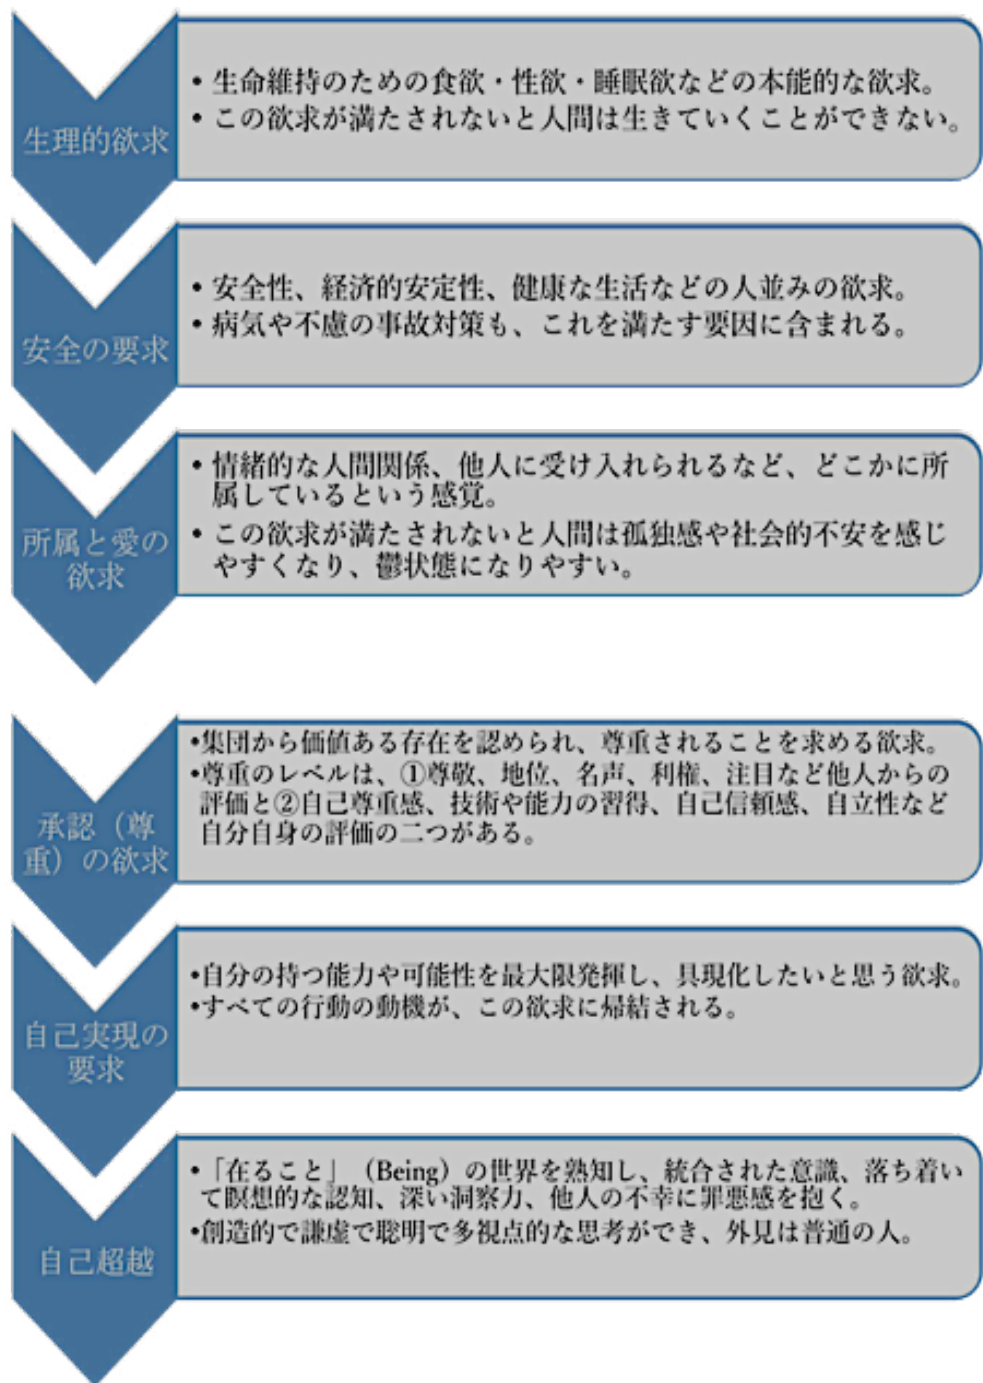 生理的欲求
• 生命維持のための食欲・性欲・睡眠欲などの本能的な欲求。
• この欲求が満たされないと人間は生きていくことができない。
安全の要求
• 安全性、経済的安定性、健康な生活などの人並みの欲求。
• 病気や不慮の事故対策も、これを満たす要因に含まれる。
所属と愛の
欲求
• 情緒的な人間関係、他人に受け入れられるなど、どこかに所
属しているという感覚。
• この欲求が満たされないと人間は孤独感や社会的不安を感じ
やすくなり、鬱状態になりやすい。
承認（尊
重）の欲求
•集団から価値ある存在を認められ、尊重されることを求める欲求。
•尊重のレベルは、①尊敬、地位、名声、利権、注目など他人からの
評価と②自己尊重感、技術や能力の習得、自己信頼感、自立性など
自分自身の評価の二つがある。
自己実現の
要求
•自分の持つ能力や可能性を最大限発揮し、具現化したいと思う欲求。
•すべての行動の動機が、この欲求に帰結される。
自己超越
•「在ること」（Being）の世界を熟知し、統合された意識、落ち着い
て瞑想的な認知、深い洞察力、他人の不幸に罪悪感を抱く。
•創造的で謙虚で聡明で多視点的な思考ができ、外見は普通の人。